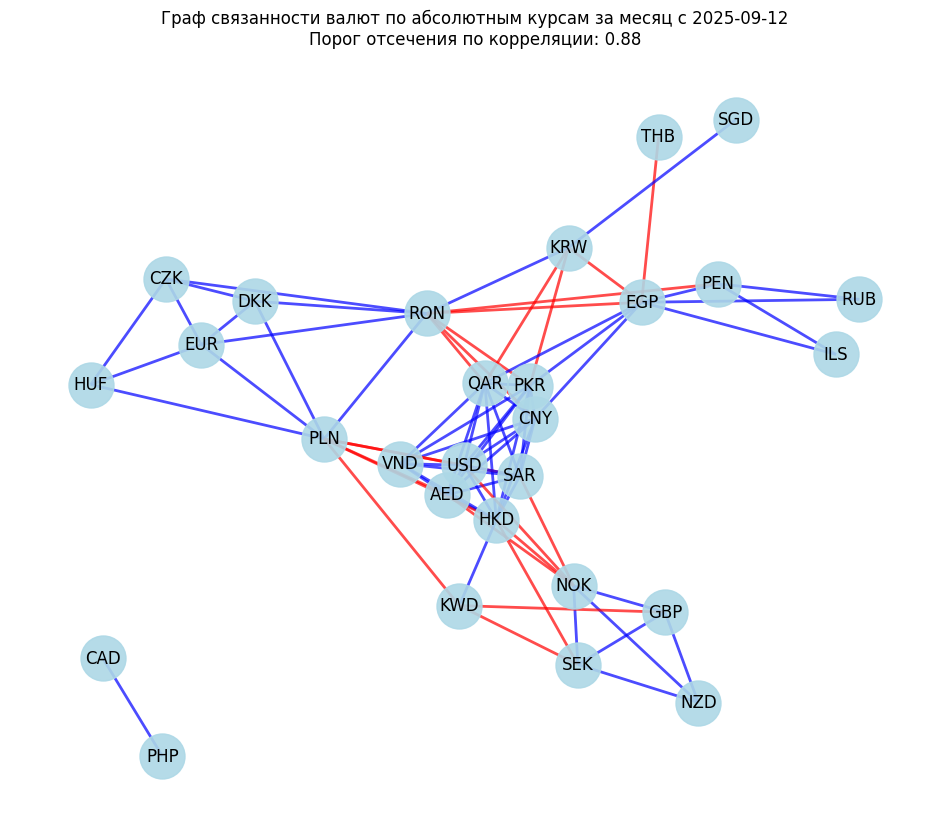 Граф связанности валют по абсолютным курсам за месяц с 2025-09-12
Порог отсечения по корреляции: 0.88
SGD
THB
KRW
CZK
PEN
DKK
EGP
RUB
RON
EUR
ILS
HUF
QAR
PKR
CNY
PLN
VND
USD
SAR
AED
HKD
NOK
KWD
GBP
CAD
SEK
NZD
PHP